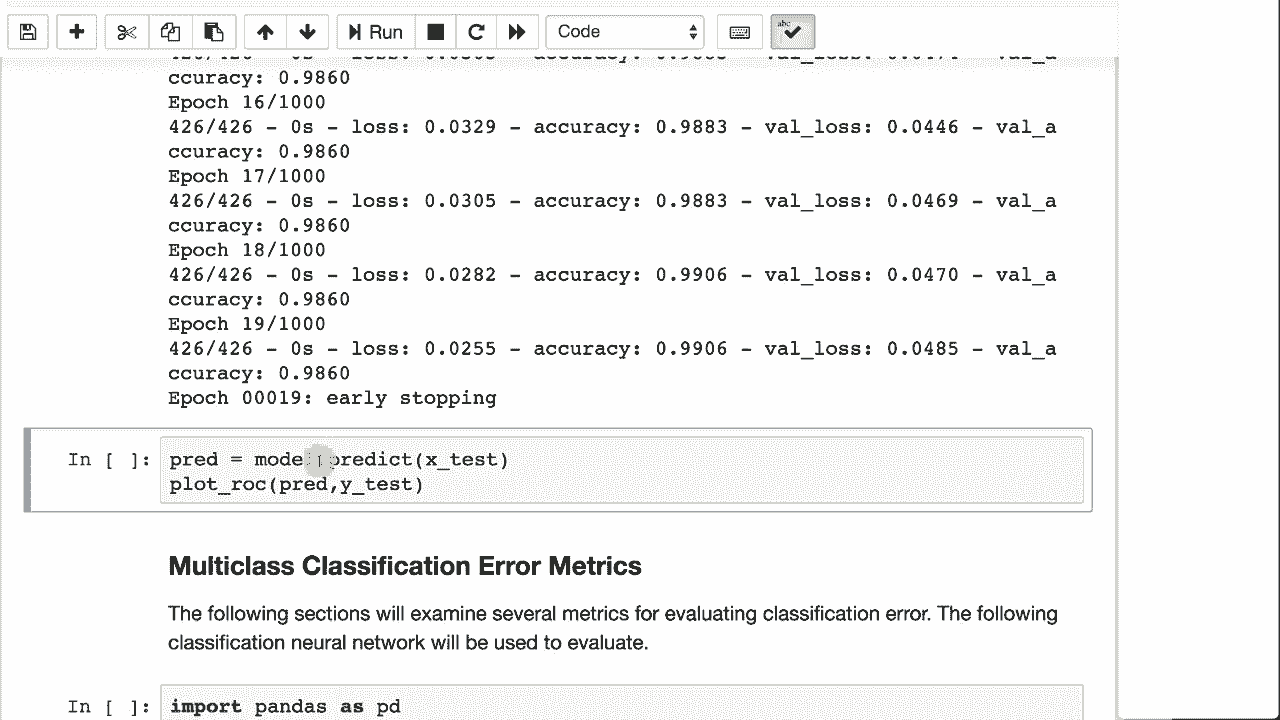 Run
Code
abc
ccuracy: 0.9860
Epoch 16/1000
426/426 - 0s - loss: 0.0329 - accuracy: 0.9883 - val_loss: 0.0446 - val_a
ccuracy: 0.9860
Epoch 17/1000
426/426 - 0s - loss: 0.0305 - accuracy: 0.9883 - val_loss: 0.0469 - val_a
ccuracy: 0.9860
Epoch 18/1000
426/426 - 0s - loss: 0.0282 - accuracy: 0.9906 - val_loss: 0.0470 - val_a
ccuracy: 0.9860
Epoch 19/1000
426/426 - 0s - loss: 0.0255 - accuracy: 0.9906 - val_loss: 0.0485 - val_a
ccuracy: 0.9860
Epoch 00019: early stopping
In [ ]: pred = model.predict(x_test)
plot_roc(pred,y_test)
Multiclass Classification Error Metrics
The following sections will examine several metrics for evaluating classification error. The following
classification neural network will be used to evaluate.
In [ ]: import pandas as pd